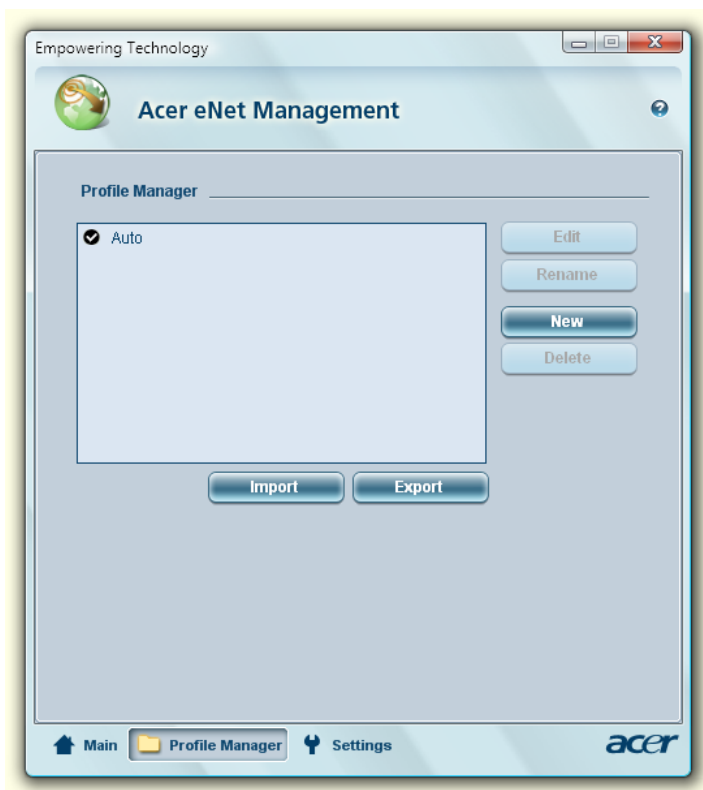 Empowering Technology
Acer eNet Management
Profile Manager
Auto
Edit
Rename
New
Delete
Import Export
Main Profile Manager Settings acer